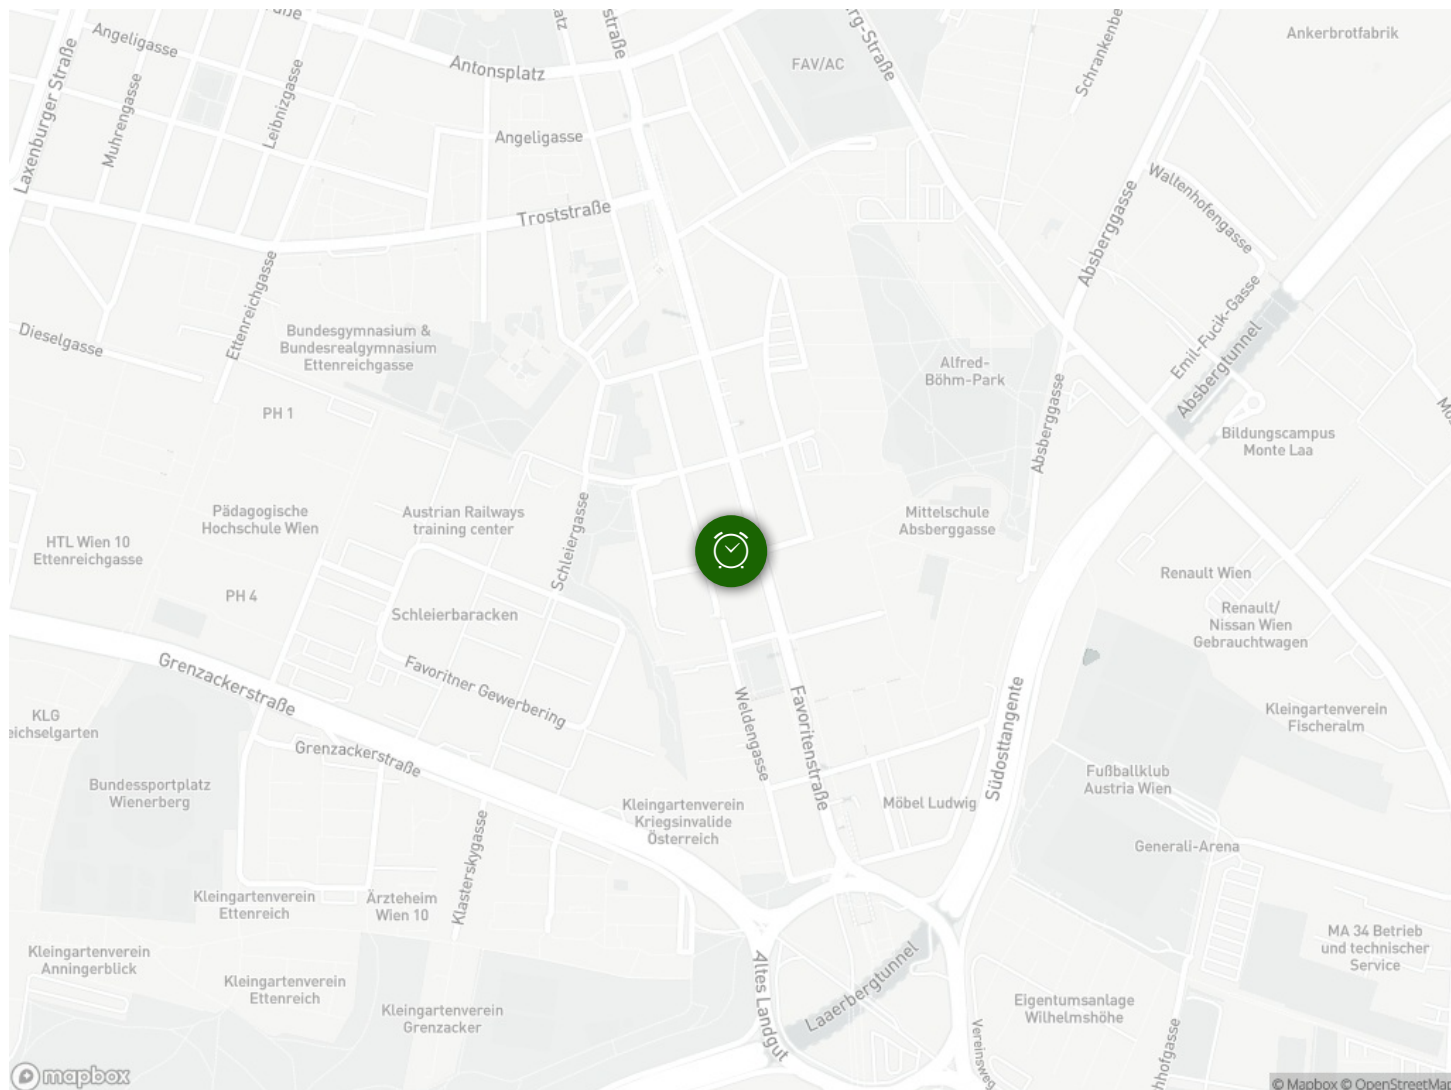 Angeligasse
Laxenburger Straße
Muhrengasse
Leibnizgasse
Antonsplatz
straße
FAV/AC
Schrankenbe
Ankerbrotfabrik
Angeligasse
Troststraße
Absberggasse
Waltenhofengasse
Emil-Fucik-Gasse
Absbergtunnel
Dieselgasse
Ettenreichgasse
Bundesgymnasium &
Bundesrealgymnasium
Ettenreichgasse
Alfred-
Böhm-Park
PH 1
Absberggasse
Bildungscampus
Monte Laa
Pädagogische
Hochschule Wien
Austrian Railways
training center
Schleiergasse
Mittelschule
Absberggasse
HTL Wien 10
Ettenreichgasse
Renault Wien
PH 4
Schleierbaracken
Renault/
Nissan Wien
Gebrauchtwagen
Grenzackerstraße
Favoritner Gewerbering
Weldengasse
Favoritenstraße
Südosttangente
KLG
eichselgarten
Kleingartenverein
Fischeralm
Grenzackerstraße
Bundessportplatz
Wienerberg
Fußballklub
Austria Wien
Kleingartenverein
Kriegsinvalide
Österreich
Möbel Ludwig
Klasterskygasse
Generali-Arena
Kleingartenverein
Ettenreich
Ärzteheim
Wien 10
Kleingartenverein
Anningerblick
MA 34 Betrieb
und technischer
Service
Kleingartenverein
Ettenreich
Altes Landgut
Laaerbergtunnel
Kleingartenverein
Grenzacker
Eigentumsanlage
Wilhelmshöhe
Vereinsweg
hhofgasse
mapbox
© Mapbox © OpenStreetMap